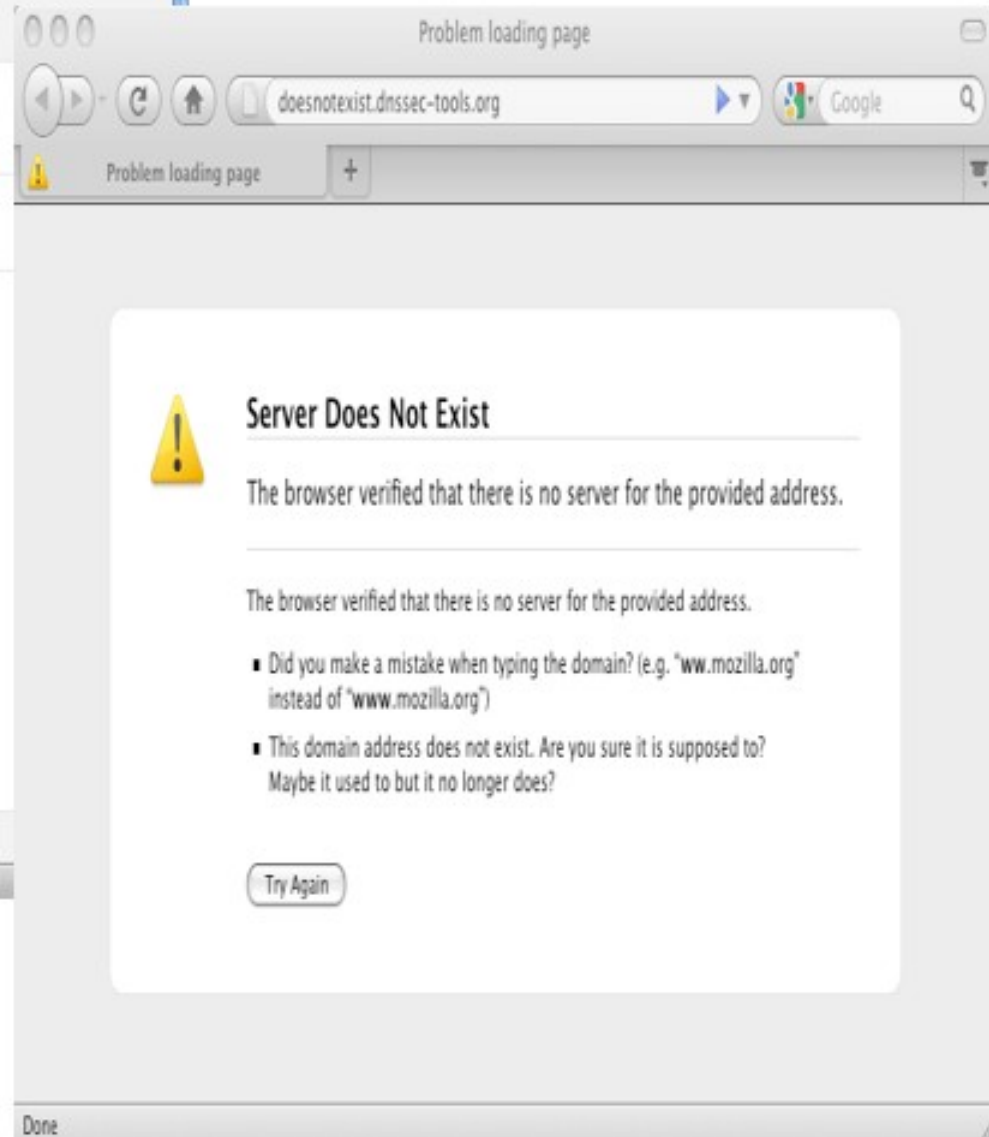 Problem loading page
doesnotexist.dnssec-tools.org
Google
Problem loading page
+
Server Does Not Exist
The browser verified that there is no server for the provided address.
The browser verified that there is no server for the provided address.
▪ Did you make a mistake when typing the domain? (e.g. "ww.mozilla.org"
instead of "www.mozilla.org")
▪ This domain address does not exist. Are you sure it is supposed to?
Maybe it used to but it no longer does?
Try Again
Done